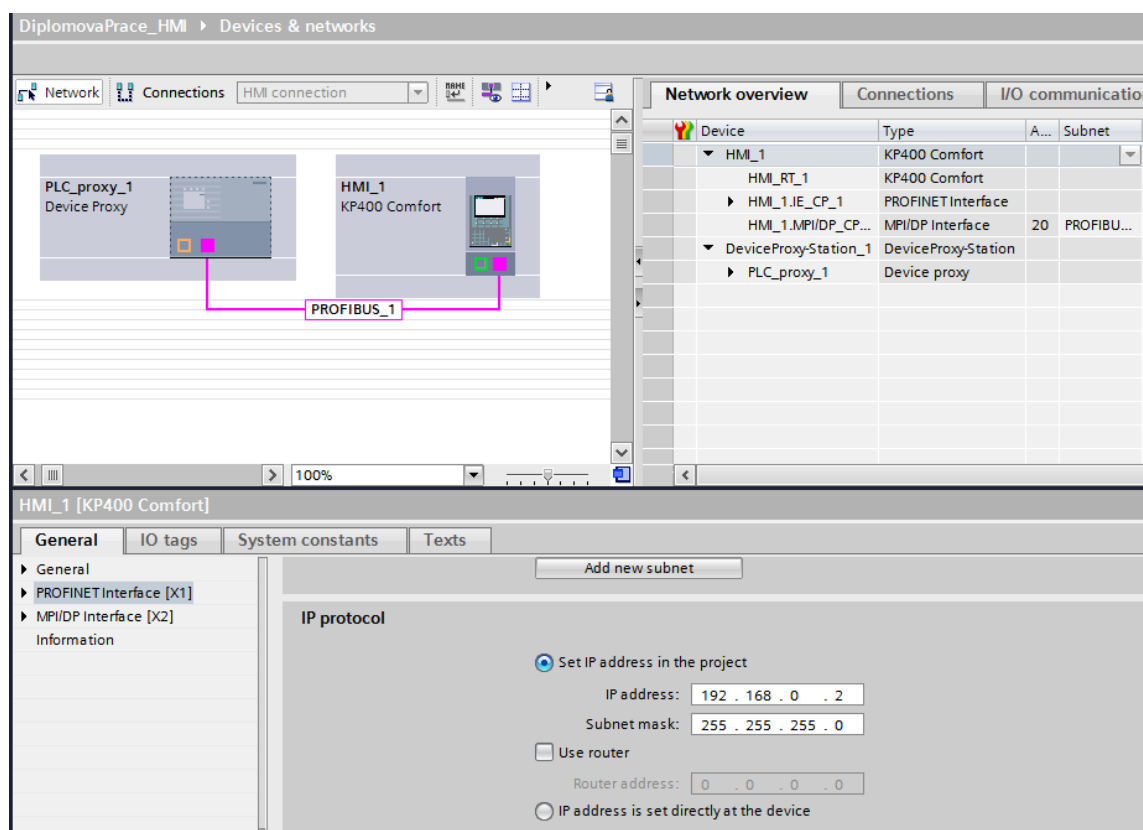 DiplomovaPrace_HMI ▸ Devices & networks
Network Connections HMI connection
Network overview Connections I/O communicatio
Device Type A... Subnet
HMI_1 KP400 Comfort
HMI_RT_1 KP400 Comfort
HMI_1.IE_CP_1 PROFINET Interface
HMI_1.MPI/DP_CP... MPI/DP Interface 20 PROFIBU...
DeviceProxy-Station_1 DeviceProxy-Station
PLC_proxy_1 Device proxy
PLC_proxy_1
Device Proxy
HMI_1
KP400 Comfort
PROFIBUS_1
100%
HMI_1 [KP400 Comfort]
General IO tags System constants Texts
General
PROFINET Interface [X1]
MPI/DP Interface [X2]
Information
Add new subnet
IP protocol
Set IP address in the project
IP address: 192 . 168 . 0 . 2
Subnet mask: 255 . 255 . 255 . 0
Use router
Router address: 0 . 0 . 0 . 0
IP address is set directly at the device